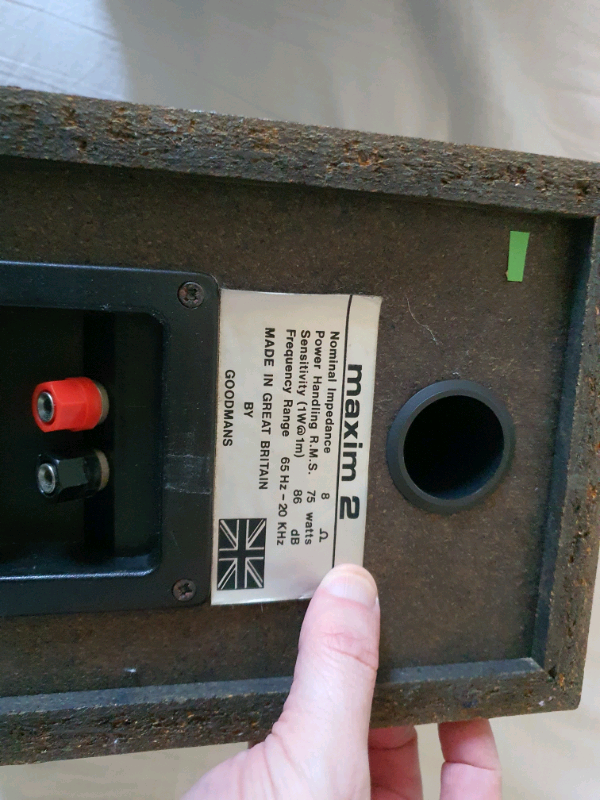 maxim 2
Nominal Impedance 8 Ω
Power Handling R.M.S. 75 watts
Sensitivity (1W@1m) 86 dB
Frequency Range 65 Hz – 20 KHz
MADE IN GREAT BRITAIN
BY
GOODMANS